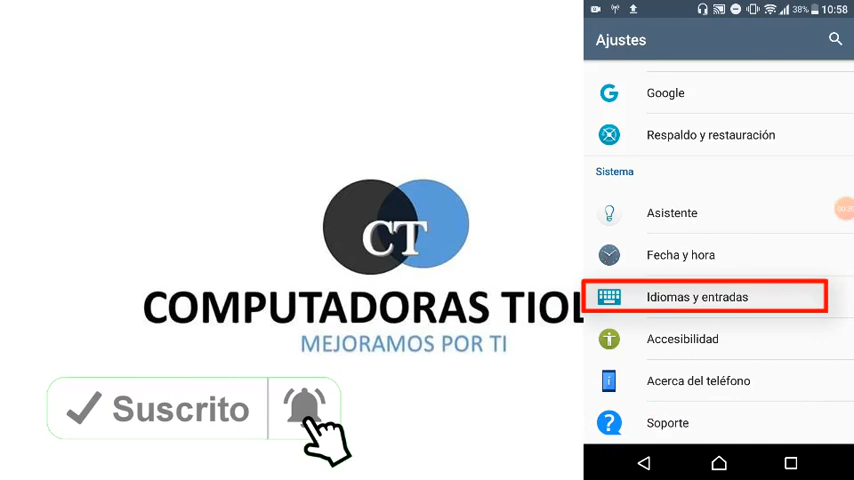 CT
COMPUTADORAS
MEJORAMOS POR TI
Suscrito
38% 10:58
Ajustes
Google
Respaldo y restauración
Sistema
Asistente
Fecha y hora
Idiomas y entradas
Accesibilidad
Acerca del teléfono
Soporte